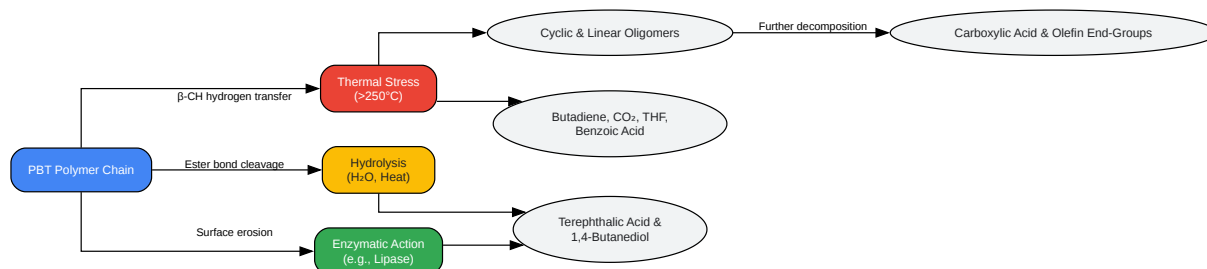 Cyclic & Linear Oligomers
Further decomposition
Carboxylic Acid & Olefin End-Groups
Thermal Stress
(>250°C)
β-CH hydrogen transfer
Butadiene, CO₂, THF,
Benzoic Acid
PBT Polymer Chain
Ester bond cleavage
Hydrolysis
(H₂O, Heat)
Terephthalic Acid &
1,4-Butanediol
Surface erosion
Enzymatic Action
(e.g., Lipase)